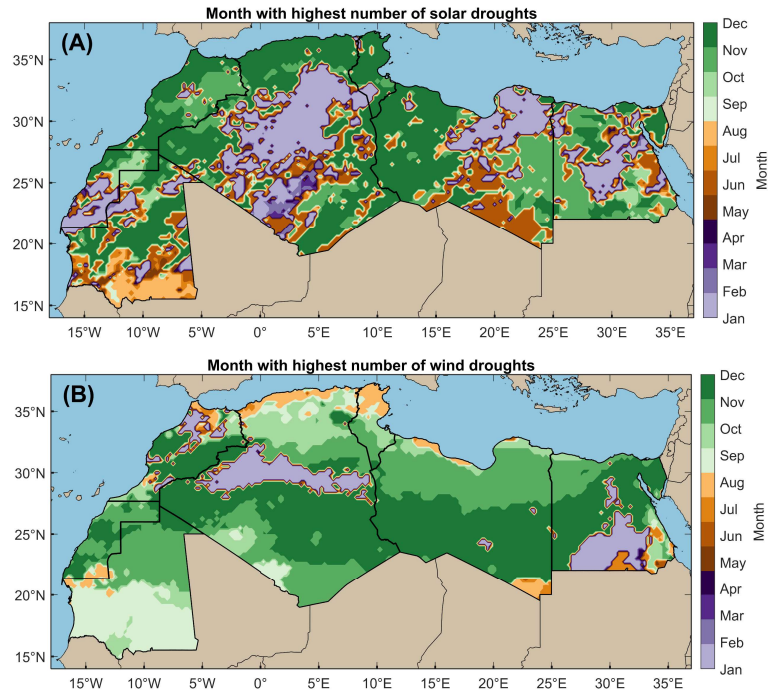 Month with highest number of solar droughts
(A)
35°N
30°N
25°N
20°N
15°N
15°W 10°W 5°W 0° 5°E 10°E 15°E 20°E 25°E 30°E 35°E
Dec
Nov
Oct
Sep
Aug
Jul
Jun
May
Apr
Mar
Feb
Jan
Month
Month with highest number of wind droughts
(B)
35°N
30°N
25°N
20°N
15°N
15°W 10°W 5°W 0° 5°E 10°E 15°E 20°E 25°E 30°E 35°E
Dec
Nov
Oct
Sep
Aug
Jul
Jun
May
Apr
Mar
Feb
Jan
Month